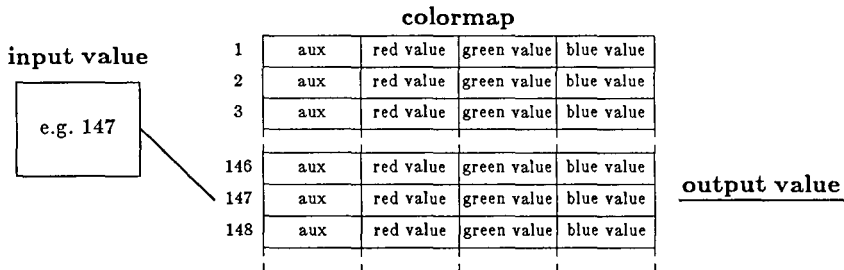 colormap
input value
e.g. 147
1 aux red value green value blue value
2 aux red value green value blue value
3 aux red value green value blue value
146 aux red value green value blue value
147 aux red value green value blue value
148 aux red value green value blue value
output value